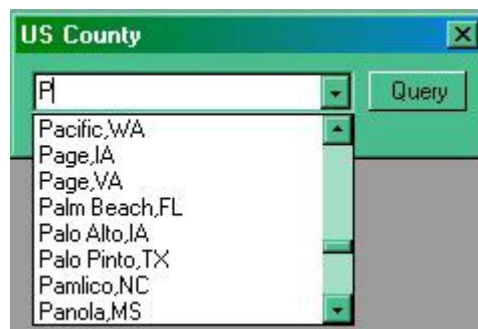 US County
P
Query
Pacific,WA
Page,IA
Page,VA
Palm Beach,FL
Palo Alto,IA
Palo Pinto,TX
Pamlico,NC
Panola,MS